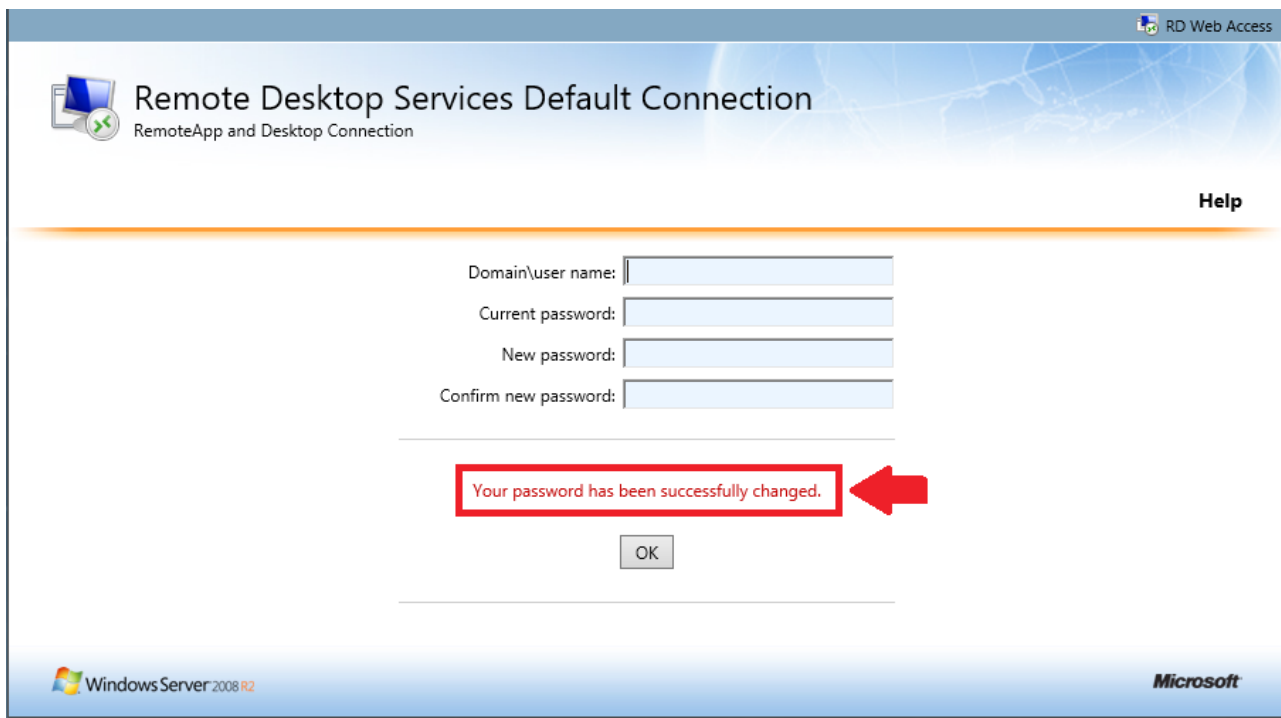 RD Web Access
Remote Desktop Services Default Connection
RemoteApp and Desktop Connection
Help
Domain\user name:
Current password:
New password:
Confirm new password:
Your password has been successfully changed.
OK
Windows Server 2008 R2
Microsoft